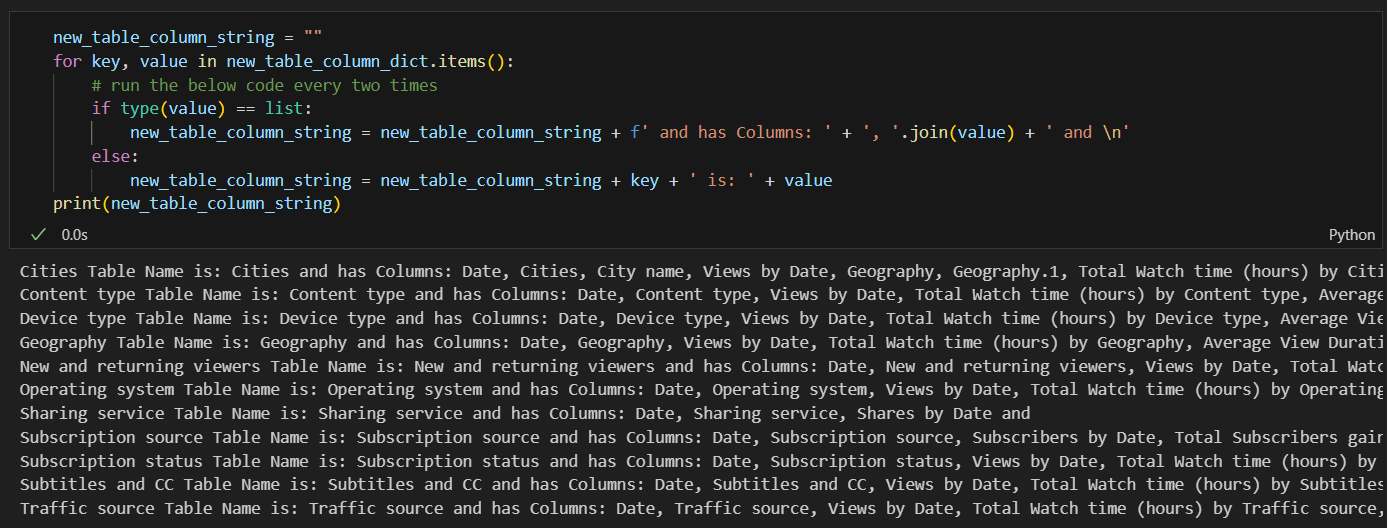 new_table_column_string = ""
for key, value in new_table_column_dict.items():
    # run the below code every two times
    if type(value) == list:
        new_table_column_string = new_table_column_string + f' and has Columns: ' + ', '.join(value) + ' and \n'
    else:
        new_table_column_string = new_table_column_string + key + ' is: ' + value
print(new_table_column_string)
0.0s
Python
Cities Table Name is: Cities and has Columns: Date, Cities, City name, Views by Date, Geography, Geography.1, Total Watch time (hours) by Citi
Content type Table Name is: Content type and has Columns: Date, Content type, Views by Date, Total Watch time (hours) by Content type, Average
Device type Table Name is: Device type and has Columns: Date, Device type, Views by Date, Total Watch time (hours) by Device type, Average Vie
Geography Table Name is: Geography and has Columns: Date, Geography, Views by Date, Total Watch time (hours) by Geography, Average View Durati
New and returning viewers Table Name is: New and returning viewers and has Columns: Date, New and returning viewers, Views by Date, Total Watc
Operating system Table Name is: Operating system and has Columns: Date, Operating system, Views by Date, Total Watch time (hours) by Operating
Sharing service Table Name is: Sharing service and has Columns: Date, Sharing service, Shares by Date and
Subscription source Table Name is: Subscription source and has Columns: Date, Subscription source, Subscribers by Date, Total Subscribers gair
Subscription status Table Name is: Subscription status and has Columns: Date, Subscription status, Views by Date, Total Watch time (hours) by
Subtitles and CC Table Name is: Subtitles and CC and has Columns: Date, Subtitles and CC, Views by Date, Total Watch time (hours) by Subtitles
Traffic source Table Name is: Traffic source and has Columns: Date, Traffic source, Views by Date, Total Watch time (hours) by Traffic source,